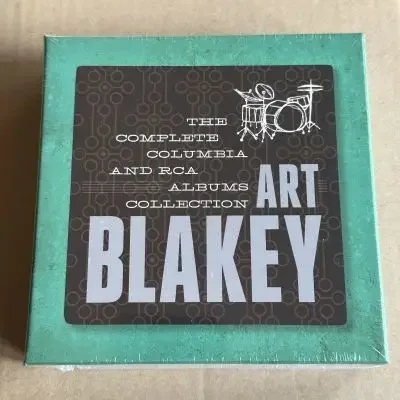 THE
COMPLETE
COLUMBIA
AND RCA
ALBUMS
COLLECTION
ART
BLAKEY